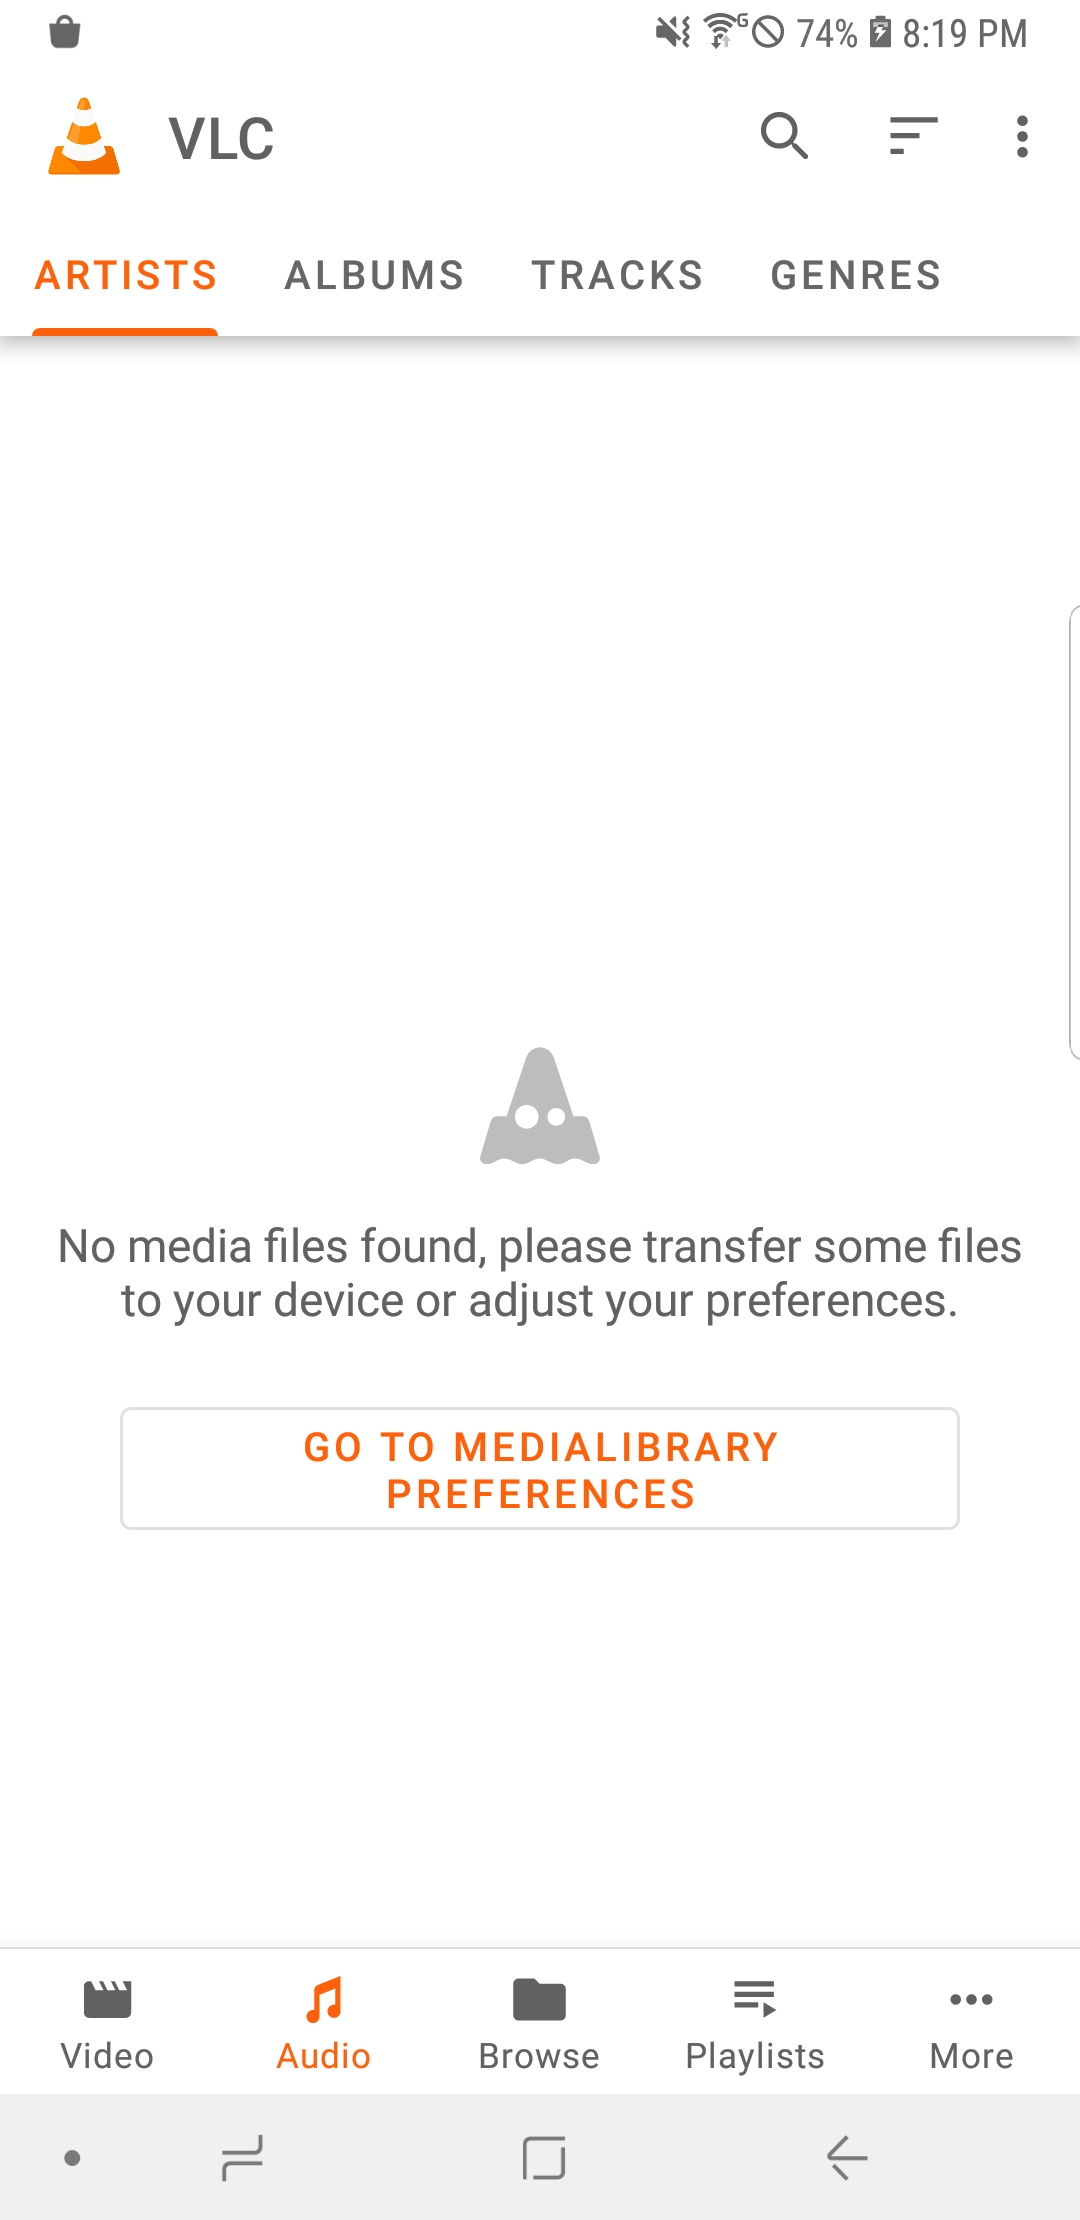 74% 8:19 PM
VLC
ARTISTS ALBUMS TRACKS GENRES
No media files found, please transfer some files
to your device or adjust your preferences.
GO TO MEDIALIBRARY
PREFERENCES
Video Audio Browse Playlists More